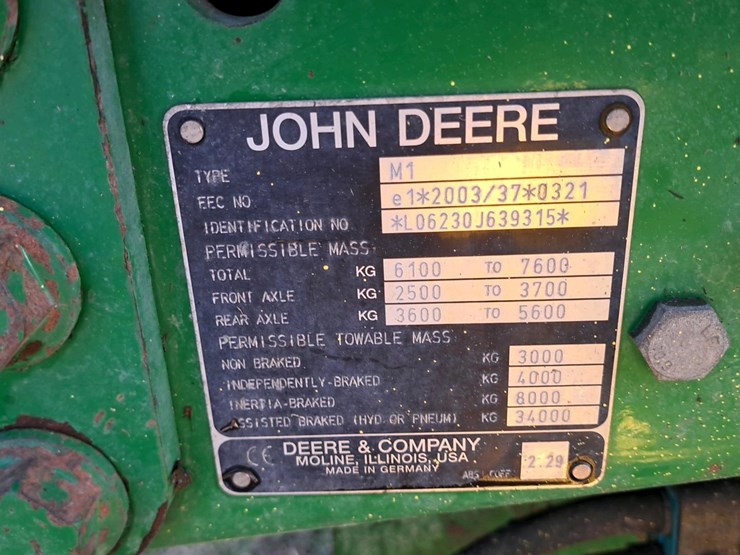 JOHN DEERE
TYPE M1
EEC NO e1*2003/37*0321
IDENTIFICATION NO *L06230J639315*
PERMISSIBLE MASS
TOTAL KG 6100 TO 7600
FRONT AXLE KG 2500 TO 3700
REAR AXLE KG 3600 TO 5600
PERMISSIBLE TOWABLE MASS
NON BRAKED KG 3000
INDEPENDENTLY-BRAKED KG 4000
INERTIA-BRAKED KG 8000
ASSISTED BRAKED (HYD OR PNEUM) KG 34000
CE DEERE & COMPANY
MOLINE, ILLINOIS, USA
MADE IN GERMANY
ABS. COEF. 2.29